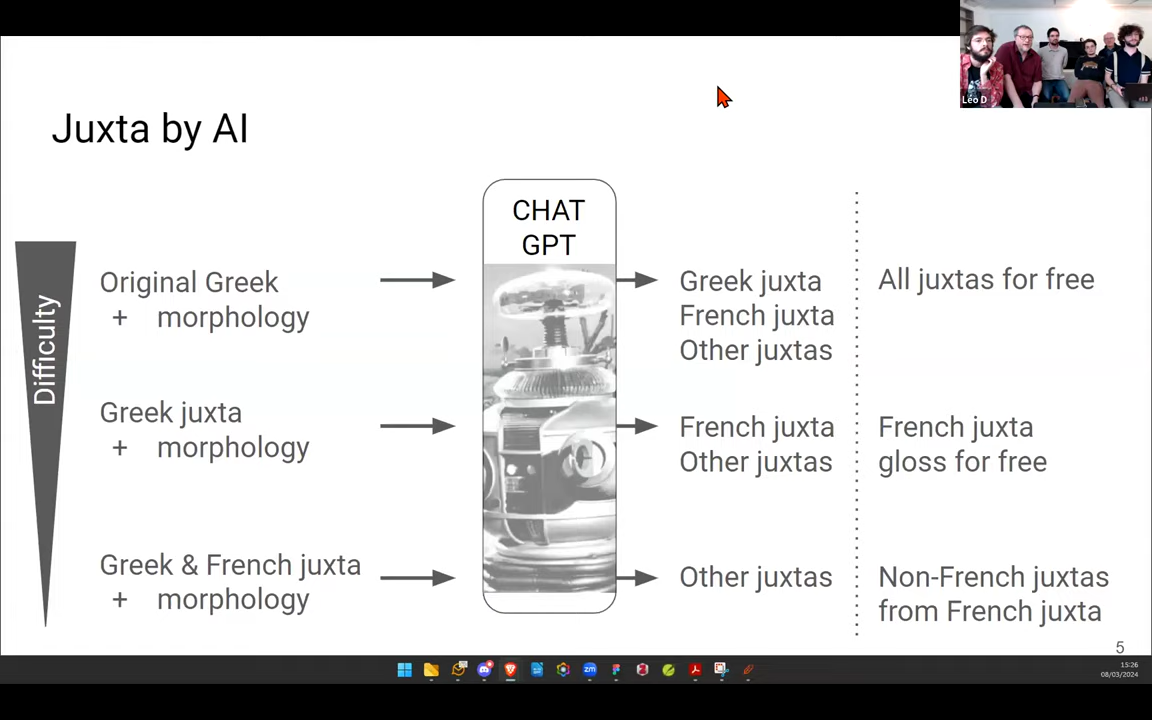 Léo D
Juxta by AI
CHAT
GPT
Difficulty
Original Greek
+ morphology
Greek juxta
French juxta
Other juxtas
All juxtas for free
Greek juxta
+ morphology
French juxta
Other juxtas
French juxta
gloss for free
Greek & French juxta
+ morphology
Other juxtas
Non-French juxtas
from French juxta
5
zm
15:26
08/03/2024